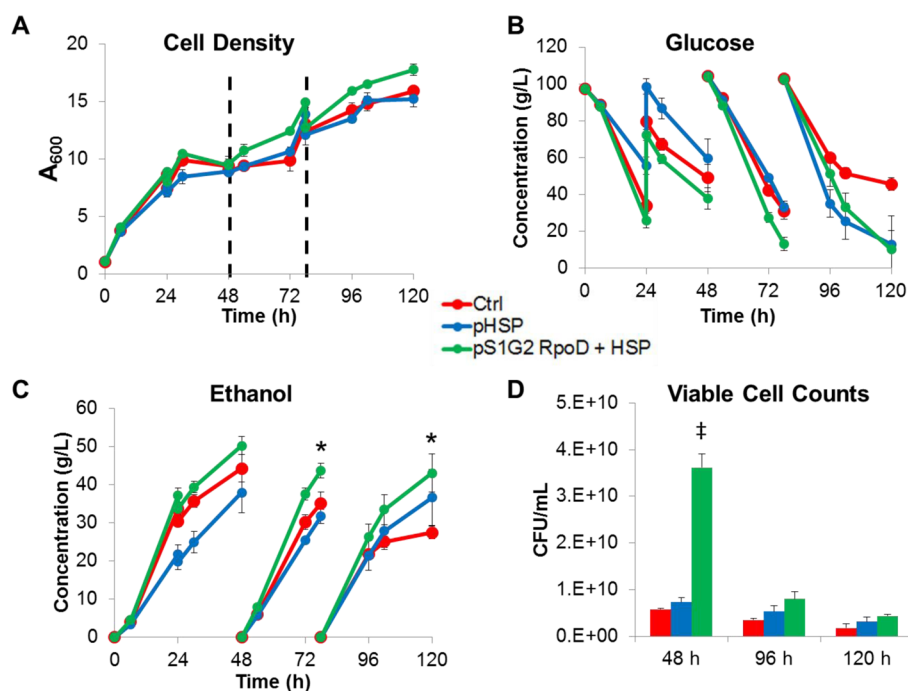 A
Cell Density
20
15
10
5
0
A600
0 24 48 72 96 120
Time (h)
B
Glucose
120
100
80
60
40
20
0
Concentration (g/L)
0 24 48 72 96 120
Time (h)
Ctrl
pHSP
pS1G2 RpoD + HSP
C
Ethanol
60
50
40
30
20
10
0
Concentration (g/L)
* *
0 24 48 72 96 120
Time (h)
D
Viable Cell Counts
5.E+10
4.E+10
3.E+10
2.E+10
1.E+10
0.E+00
CFU/mL
‡
48 h 96 h 120 h